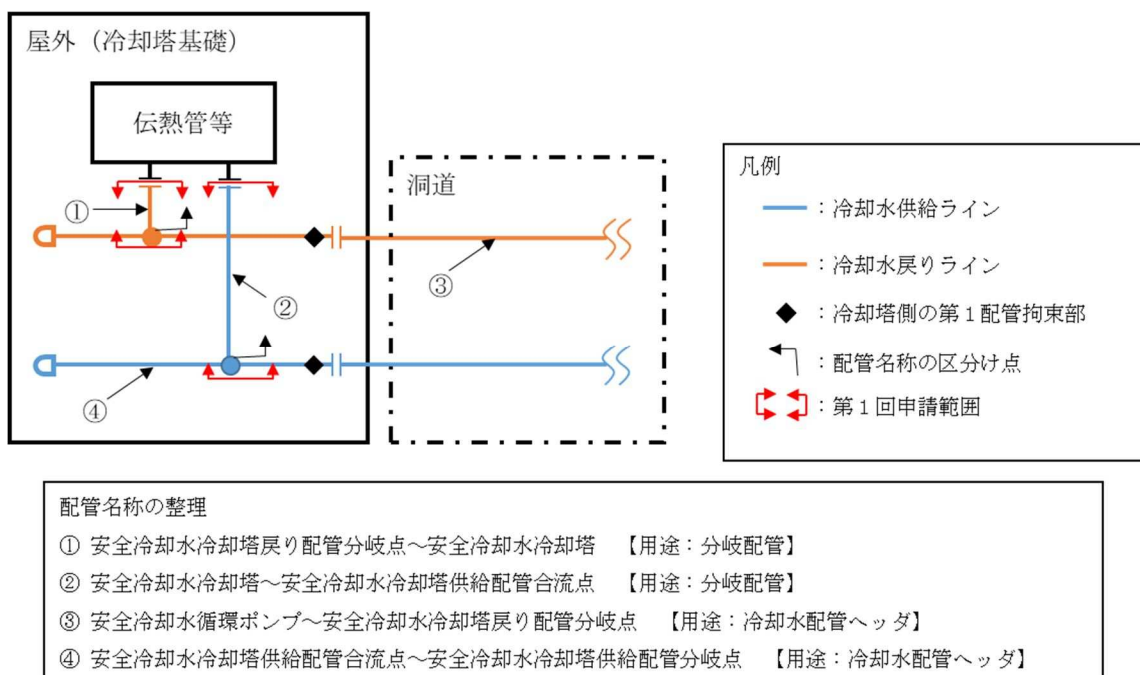 屋外（冷却塔基礎）
伝熱管等
①
②
③
④
洞道
凡例
：冷却水供給ライン
：冷却水戻りライン
：冷却塔側の第１配管拘束部
：配管名称の区分け点
：第１回申請範囲
配管名称の整理
① 安全冷却水冷却塔戻り配管分岐点～安全冷却水冷却塔　【用途：分岐配管】
② 安全冷却水冷却塔～安全冷却水冷却塔供給配管合流点　【用途：分岐配管】
③ 安全冷却水循環ポンプ～安全冷却水冷却塔戻り配管分岐点　【用途：冷却水配管ヘッダ】
④ 安全冷却水冷却塔供給配管合流点～安全冷却水冷却塔供給配管分岐点　【用途：冷却水配管ヘッダ】